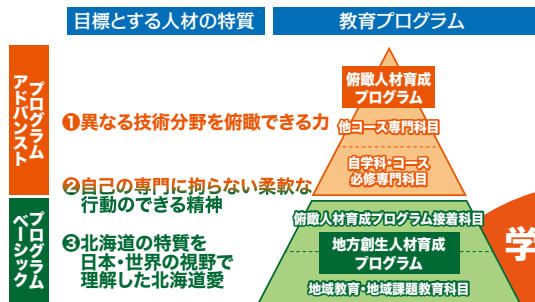 目標とする人材の特質
教育プログラム
アドバンスト
プログラム
❶異なる技術分野を俯瞰できる力
❷自己の専門に拘らない柔軟な
行動のできる精神
ベーシック
プログラム
❸北海道の特質を
日本・世界の視野で
理解した北海道愛
俯瞰人材育成
プログラム
他コース専門科目
自学科・コース
必修専門科目
俯瞰人材育成プログラム接着科目
地方創生人材育成
プログラム
地域教育・地域課題教育科目
学